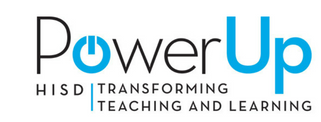 PowerUp
HISD TRANSFORMING
TEACHING AND LEARNING